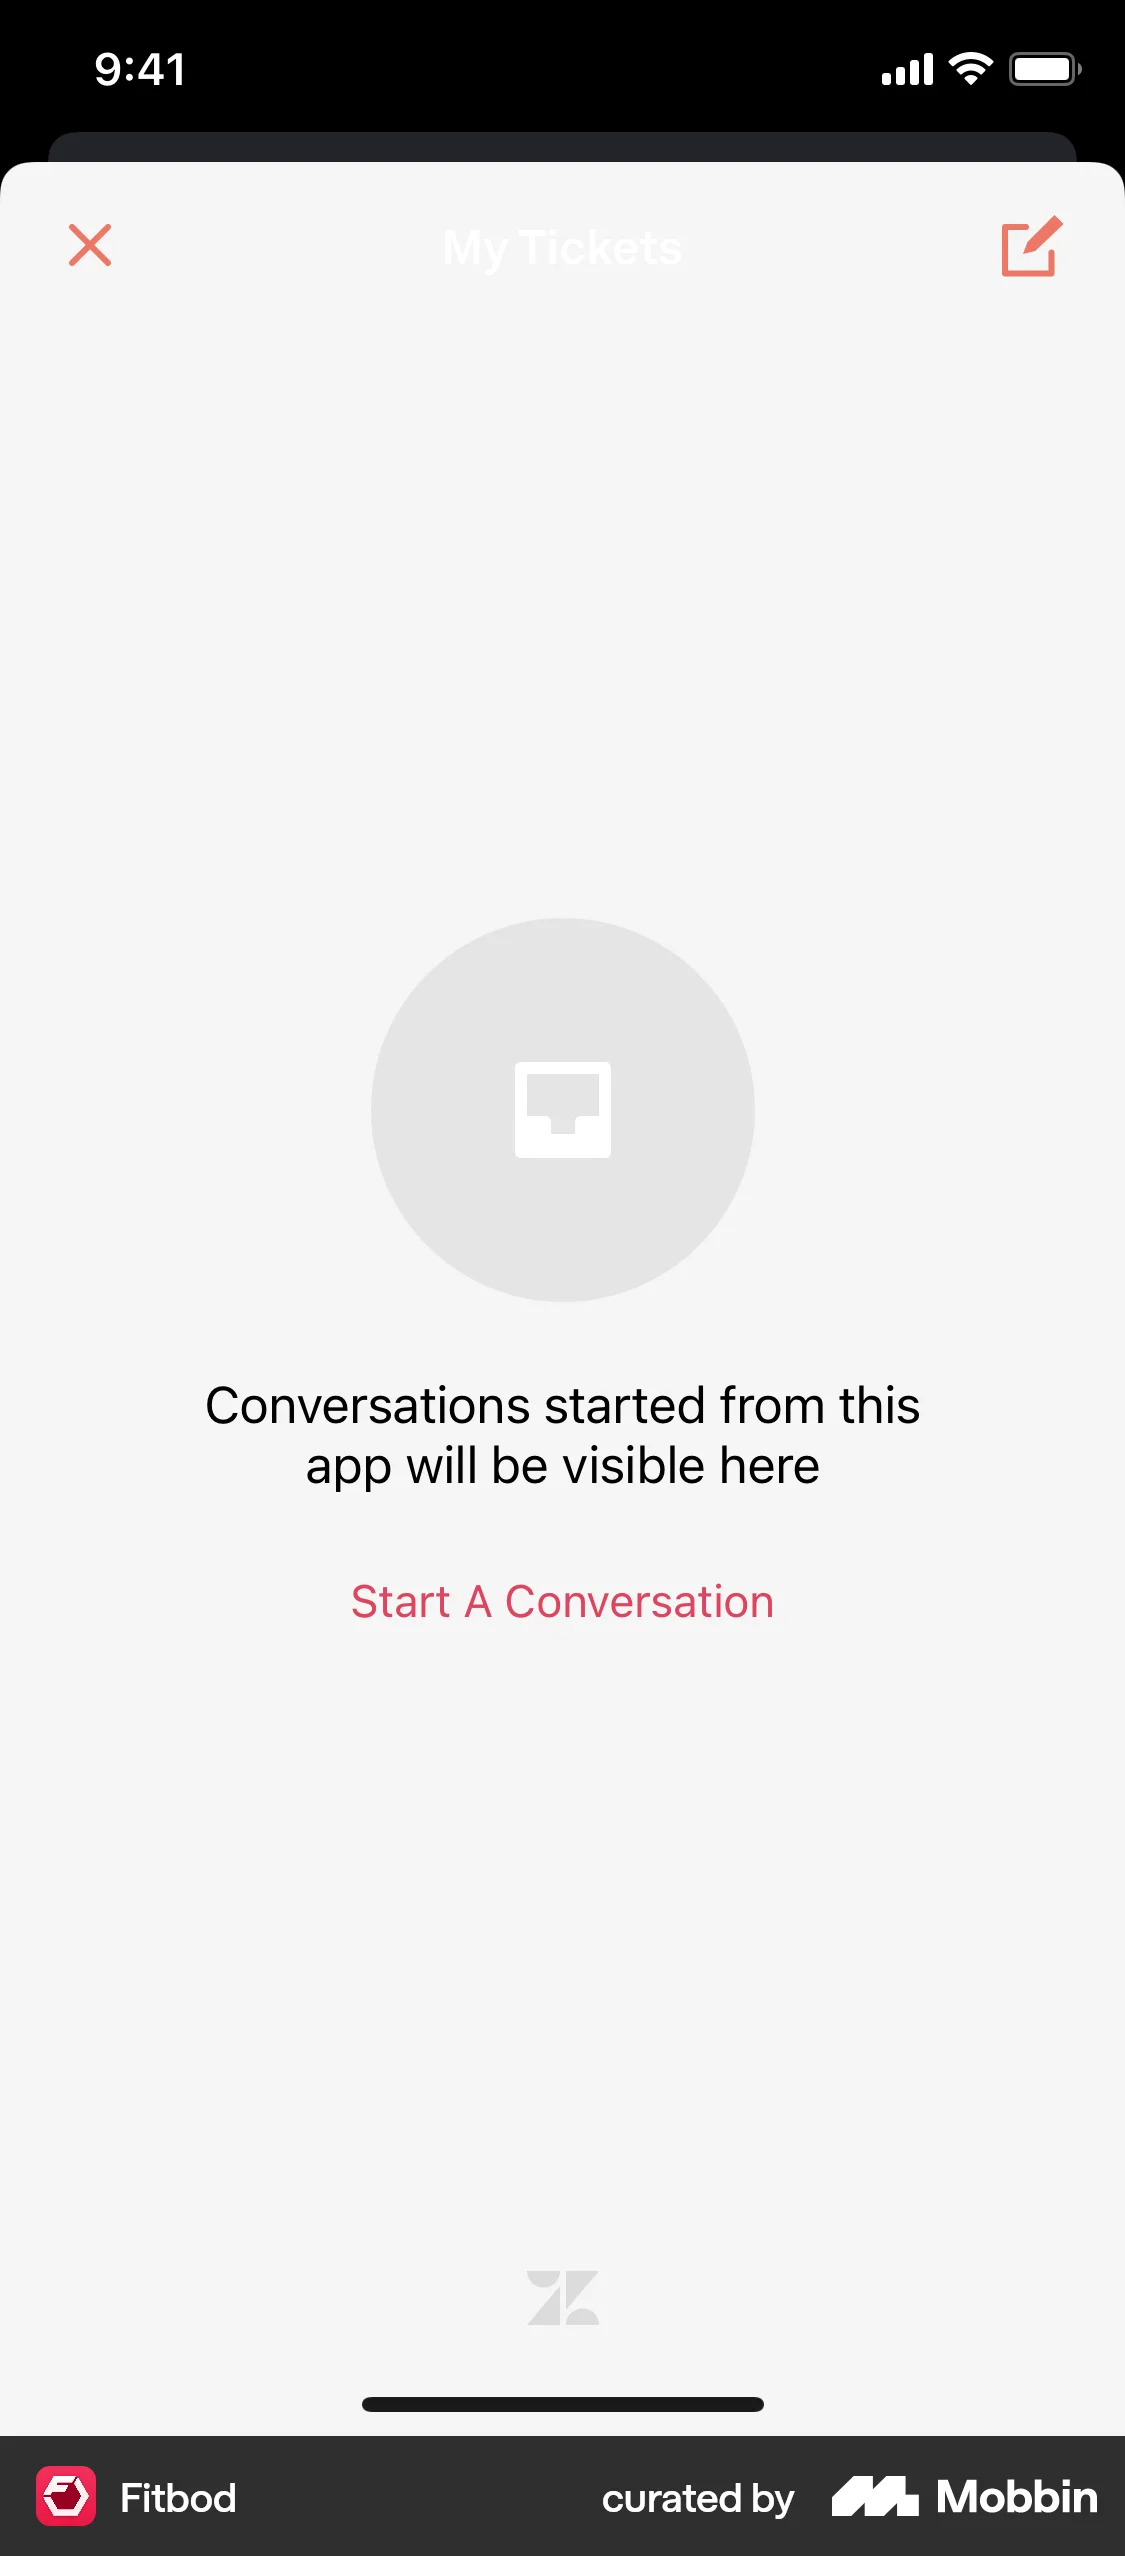 9:41
My Tickets
Conversations started from this
app will be visible here
Start A Conversation
Fitbod
curated by Mobbin